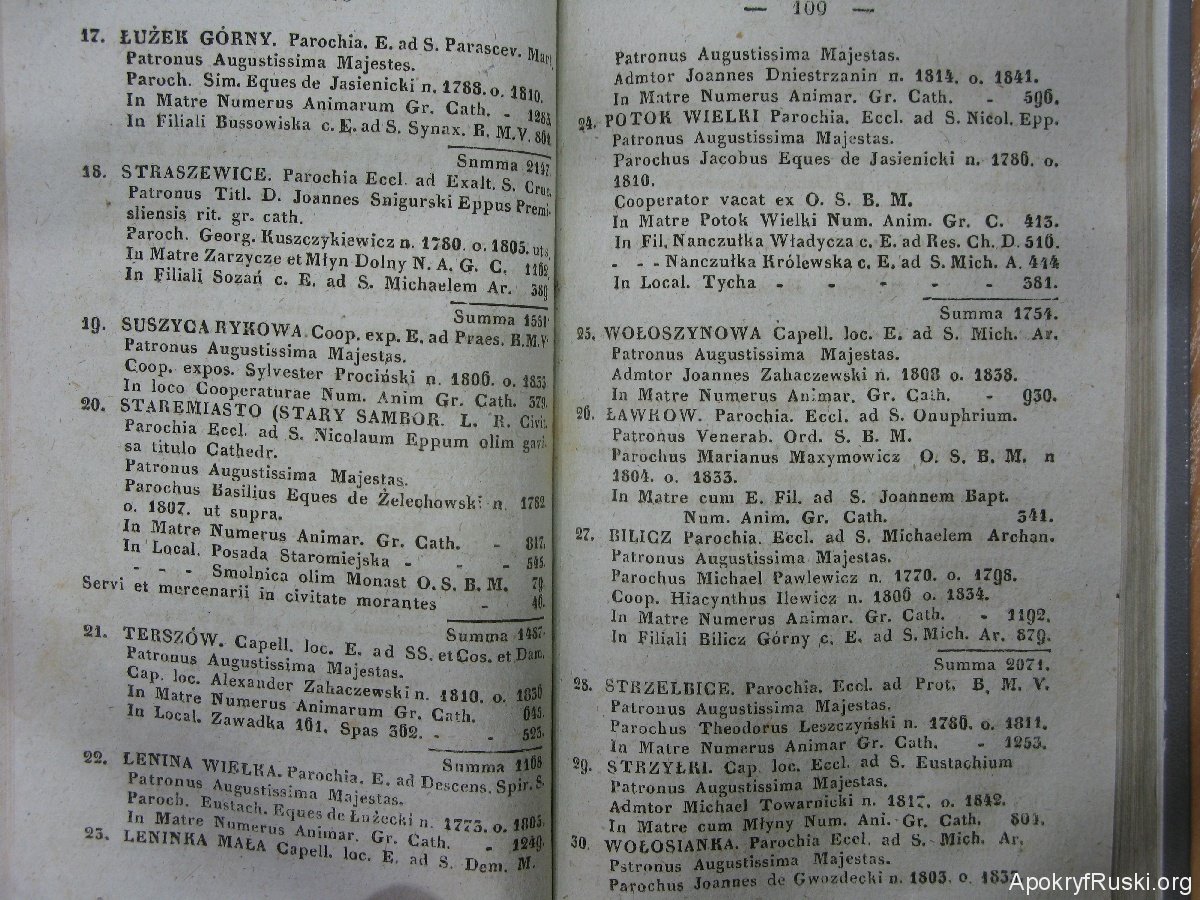 17. ŁUŻEK GÓRNY. Parochia. E. ad S. Parascev. Mart.
Patronus Augustissima Majestes.
Paroch. Sim. Eques de Jasienicki n. 1788. o. 1810.
In Matre Numerus Animarum Gr. Cath. - 1283
In Filiali Bussowiska c. E. ad S. Synax. B. M. V. 864
Snmma 2147
18. STRASZEWICE. Parochia Eccl. ad Exalt. S. Cruc.
Patronus Titl. D. Joannes Snigurski Eppus Premi-
sliensis rit. gr. cath.
Paroch. Georg. Kuszczykiewicz n. 1780. o. 1805. uts.
In Matre Zarzycze et Młyn Dolny N. A. G. C. 1162
In Filiali Sozań c. E. ad S. Michaelem Ar. 389
Summa 1551
19. SUSZYCA RYKOWA. Coop. exp. E. ad Praes. B.M.V.
Patronus Augustissima Majestas.
Coop. expos. Sylvester Prociński n. 1806. o. 1833
In loco Cooperaturae Num. Anim Gr. Cath. 379.
20. STAREMIASTO (STARY SAMBOR. L. R. Civit.
Parochia Eccl. ad S. Nicolaum Eppum olim gavi-
sa titulo Cathedr.
Patronus Augustissima Majestas.
Parochus Basilius Eques de Żelechowski n. 1782
o. 1807. ut supra.
In Matre Numerus Animar. Gr. Cath. - 817.
In Local. Posada Staromiejska - - - 545.
- - - Smolnica olim Monast O. S. B. M. 79
Servi et mercenarii in civitate morantes - 46.
Summa 1487.
21. TERSZÓW. Capell. loc. E. ad SS. et Cos. et Dam.
Patronus Augustissima Majestas.
Cap. loc. Alexander Zahaczewski n. 1810. o. 1836
In Matre Numerus Animarum Gr. Cath. 645.
In Local. Zawadka 161. Spas 362. - - 523.
Summa 1168
22. ŁENINA WIELKA. Parochia. E. ad Descens. Spir. S.
Patronus Augustissima Majestas.
Paroch. Eustach. Eques de Łużecki n. 1773. o. 1803.
In Matre Numerus Animar. Gr. Cath. - 1249.
23. LENINKA MAŁA Capell. loc. E. ad S. Dem. M.
— 109 —
Patronus Augustissima Majestas.
Admtor Joannes Dniestrzanin n. 1814. o. 1841.
In Matre Numerus Animar. Gr. Cath. - 596.
24. POTOK WIELKI Parochia. Eccl. ad S. Nicol. Epp.
Patronus Augustissima Majestas.
Parochus Jacobus Eques de Jasienicki n. 1786. o.
1810.
Cooperator vacat ex O. S. B. M.
In Matre Potok Wielki Num. Anim. Gr. C. 413.
In Fil. Nanczułka Władycza c. E. ad Res. Ch. D. 516.
- - - Nanczułka Królewska c. E. ad S. Mich. A. 444
In Local. Tycha - - - - - 381.
Summa 1754.
25. WOŁOSZYNOWA Capell. loc. E. ad S. Mich. Ar.
Patronus Augustissima Majestas.
Admtor Joannes Zahaczewski n. 1808 o. 1838.
In Matre Numerus Animar. Gr. Cath. - 930.
26. ŁAWROW. Parochia. Eccl. ad S. Onuphrium.
Patronus Venerab. Ord. S. B. M.
Parochus Marianus Maxymowicz O. S. B. M. n
1804. o. 1833.
In Matre cum E. Fil. ad S. Joannem Bapt.
Num. Anim. Gr. Cath. 341.
27. BILICZ Parochia. Eccl. ad S. Michaelem Archan.
Patronus Augustissima Majestas.
Parochus Michael Pawlewicz n. 1770. o. 1798.
Coop. Hiacynthus Ilewicz n. 1806 o. 1834.
In Matre Numerus Animar. Gr. Cath. - 1192.
In Filiali Bilicz Górny c. E. ad S. Mich. Ar. 879.
Summa 2071.
28. STRZELBICE. Parochia. Eccl. ad Prot. B. M. V.
Patronus Augustissima Majestas.
Parochus Theodorus Leszczyński n. 1786. o. 1811.
In Matre Numerus Animar Gr. Cath. - 1253.
29. STRZYŁKI. Cap. loc. Eccl. ad S. Eustachium
Patronus Augustissima Majestas.
Admtor Michael Towarnicki n. 1817. o. 1842.
In Matre cum Młyny Num. Ani. Gr. Cath. 804.
30. WOŁOSIANKA. Parochia Eccl. ad S. Mich. Ar.
Patronus Augustissima Majestas.
Parochus Joannes de Gwozdecki n. 1803. o.
ApokryfRuski.org